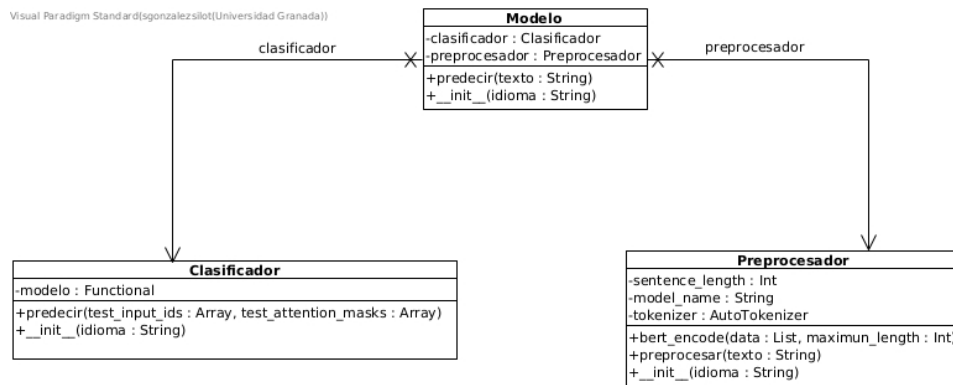 Visual Paradigm Standard(sgonzalezsilot(Universidad Granada))
Modelo
-clasificador : Clasificador
-preprocesador : Preprocesador
+predecir(texto : String)
+__init__(idioma : String)
clasificador
preprocesador
Clasificador
-modelo : Functional
+predecir(test_input_ids : Array, test_attention_masks : Array)
+__init__(idioma : String)
Preprocesador
-sentence_length : Int
-model_name : String
-tokenizer : AutoTokenizer
+bert_encode(data : List, maximun_length : Int)
+preprocesar(texto : String)
+__init__(idioma : String)